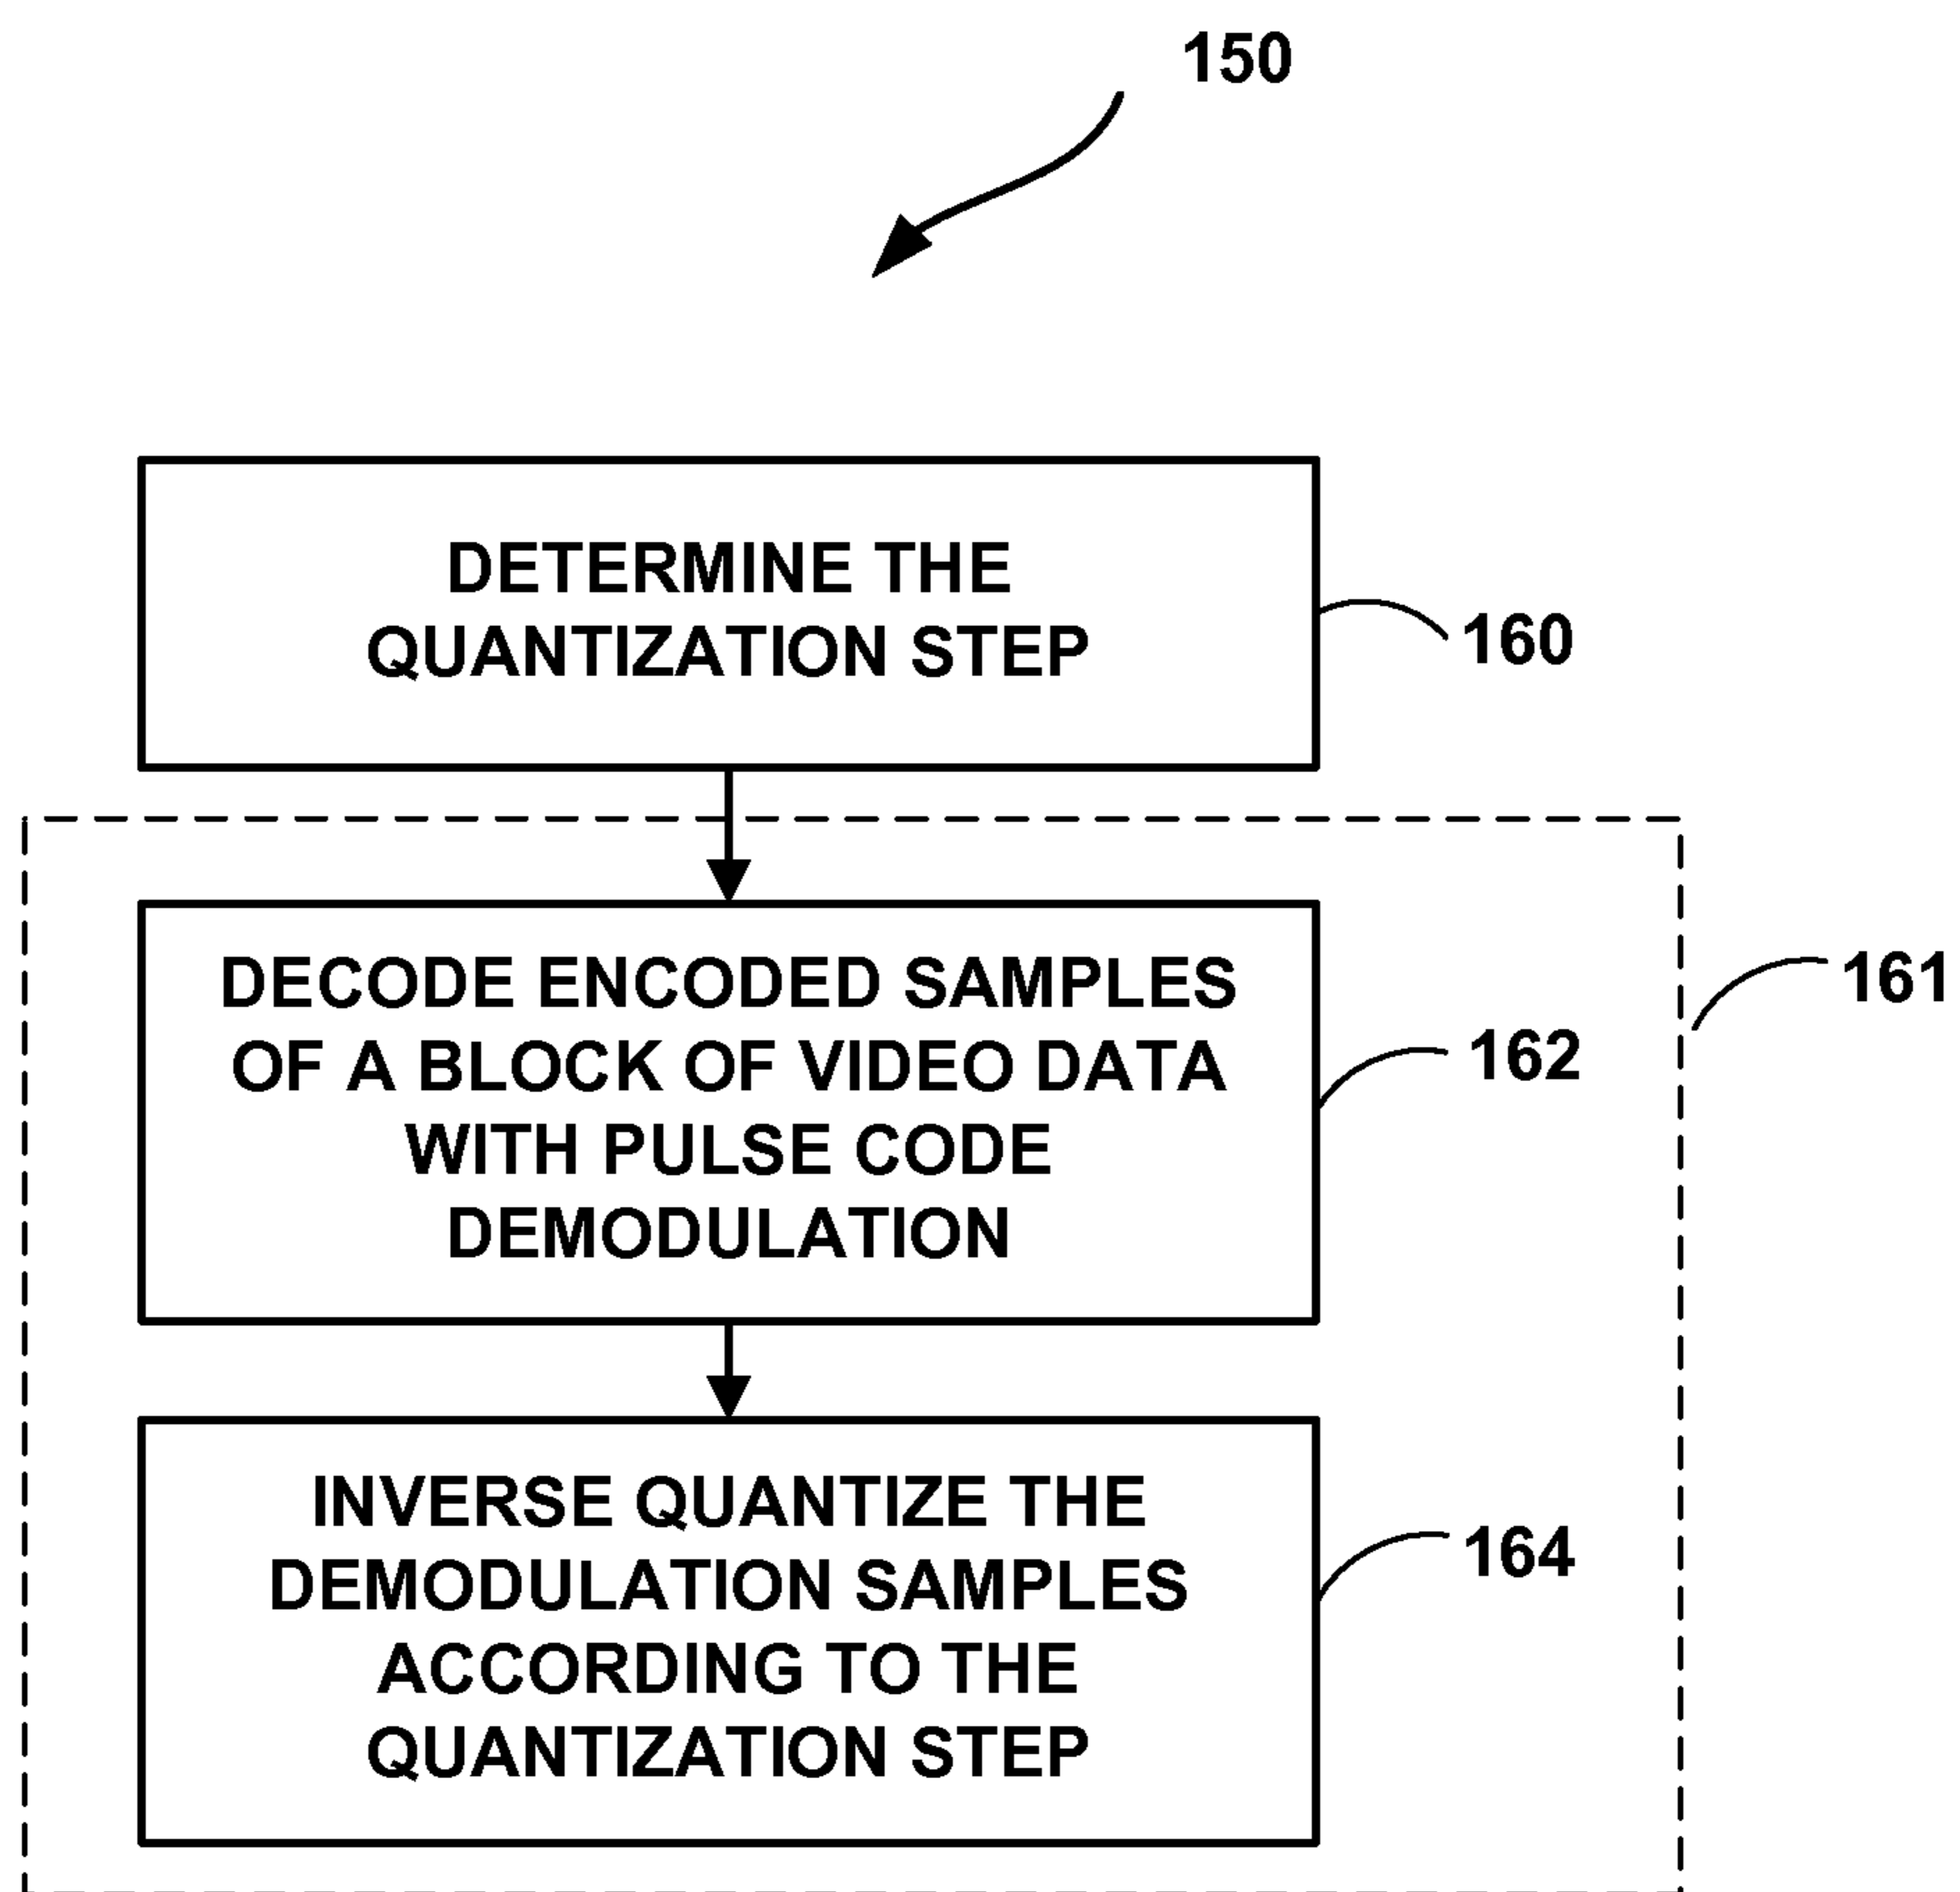 150
DETERMINE THE
QUANTIZATION STEP
160
161
DECODE ENCODED SAMPLES
OF A BLOCK OF VIDEO DATA
WITH PULSE CODE
DEMODULATION
162
INVERSE QUANTIZE THE
DEMODULATION SAMPLES
ACCORDING TO THE
QUANTIZATION STEP
164